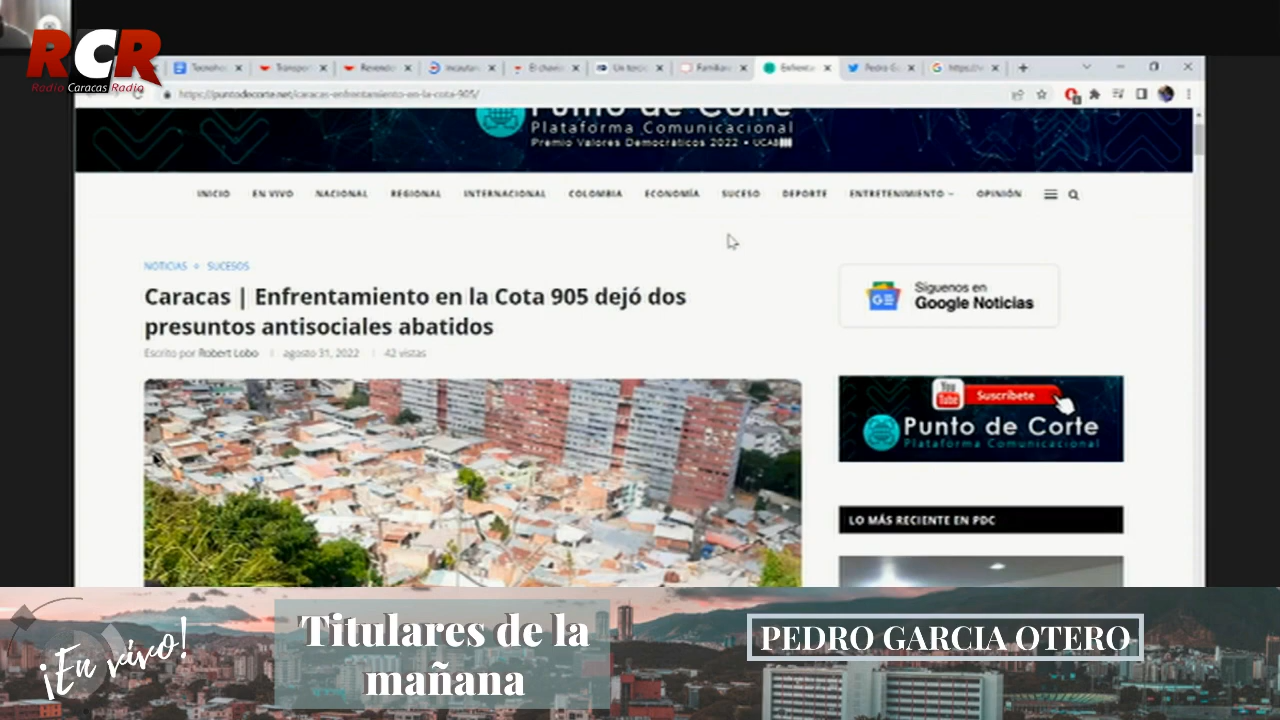 RCR
Radio Caracas Radio
https://puntodecorte.net/caracas-enfrentamiento-en-la-cota-905/
Punto de Corte
Plataforma Comunicacional
Premio Valores Democráticos 2022 • UCAB
INICIO EN VIVO NACIONAL REGIONAL INTERNACIONAL COLOMBIA ECONOMÍA SUCESO DEPORTE ENTRETENIMIENTO OPINIÓN
NOTICIAS SUCESOS
Caracas | Enfrentamiento en la Cota 905 dejó dos
presuntos antisociales abatidos
Escrito por Robert Lobo | agosto 31, 2022 | 42 vistas
Síguenos en
Google Noticias
GE
You
Tube
Suscríbete
Punto de Corte
Plataforma Comunicacional
LO MÁS RECIENTE EN PDC
¡En vivo!
Titulares de la
mañana
PEDRO GARCIA OTERO